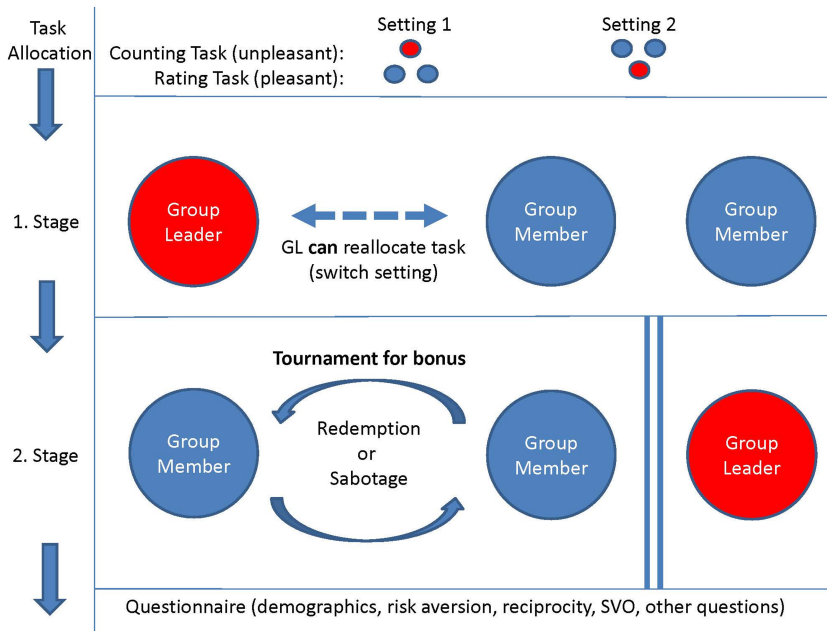 Task
Allocation
Setting 1
Setting 2
Counting Task (unpleasant):
Rating Task (pleasant):
1. Stage
Group
Leader
GL can reallocate task
(switch setting)
Group
Member
Group
Member
2. Stage
Tournament for bonus
Group
Member
Redemption
or
Sabotage
Group
Member
Group
Leader
Questionnaire (demographics, risk aversion, reciprocity, SVO, other questions)